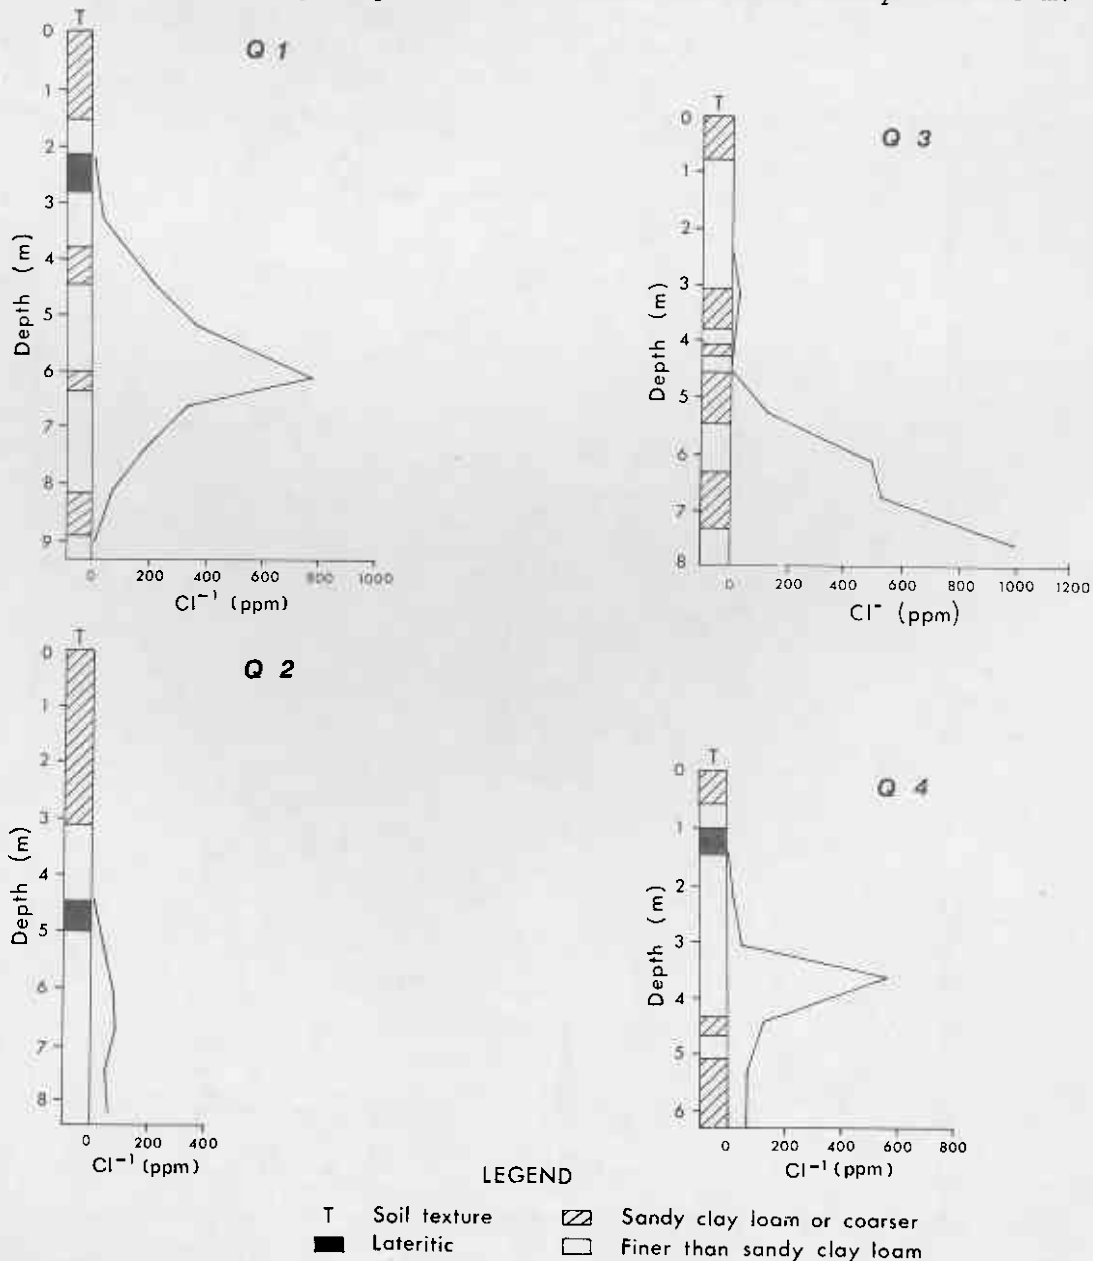 T
Q 1
0
1
2
3
4
5
6
7
8
9
Depth (m)
0 200 400 600 800 1000
Cl⁻¹ (ppm)
T
Q 3
0
1
2
3
4
5
6
7
8
Depth (m)
0 200 400 600 800 1000 1200
Cl⁻ (ppm)
T
Q 2
0
1
2
3
4
5
6
7
8
Depth (m)
0 200 400
Cl⁻¹ (ppm)
T
Q 4
0
1
2
3
4
5
6
Depth (m)
0 200 400 600 800
Cl⁻¹ (ppm)
LEGEND
T Soil texture
Lateritic
Sandy clay loam or coarser
Finer than sandy clay loam